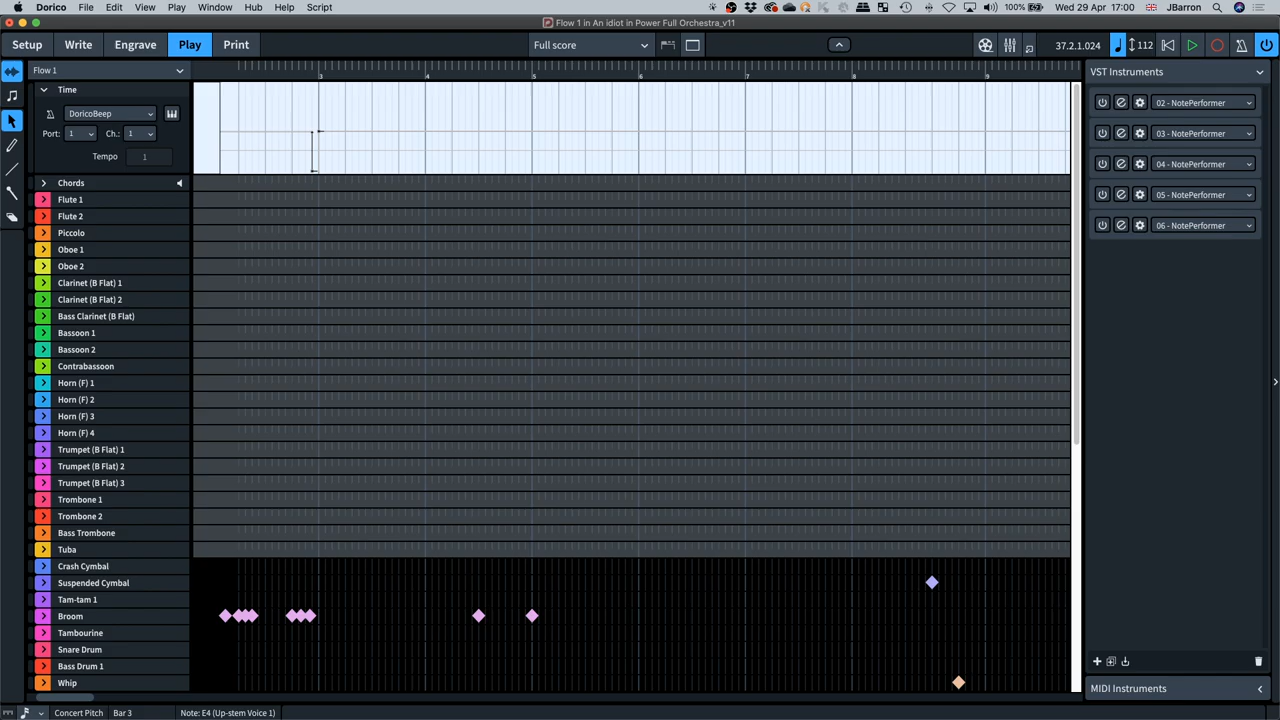 Dorico File Edit View Play Window Hub Help Script 100% Wed 29 Apr 17:00 JBarron
Flow 1 in An idiot in Power Full Orchestra_v11
Setup Write Engrave Play Print Full score 37.2.1.024 112
Flow 1 3 4 5 6 7 8 9 VST Instruments
Time
DoricoBeep
Port: 1 Ch.: 1
Tempo 1
02 - NotePerformer
03 - NotePerformer
04 - NotePerformer
05 - NotePerformer
06 - NotePerformer
Chords
Flute 1
Flute 2
Piccolo
Oboe 1
Oboe 2
Clarinet (B Flat) 1
Clarinet (B Flat) 2
Bass Clarinet (B Flat)
Bassoon 1
Bassoon 2
Contrabassoon
Horn (F) 1
Horn (F) 2
Horn (F) 3
Horn (F) 4
Trumpet (B Flat) 1
Trumpet (B Flat) 2
Trumpet (B Flat) 3
Trombone 1
Trombone 2
Bass Trombone
Tuba
Crash Cymbal
Suspended Cymbal
Tam-tam 1
Broom
Tambourine
Snare Drum
Bass Drum 1
Whip
MIDI Instruments
Concert Pitch Bar 3 Note: E4 (Up-stem Voice 1)